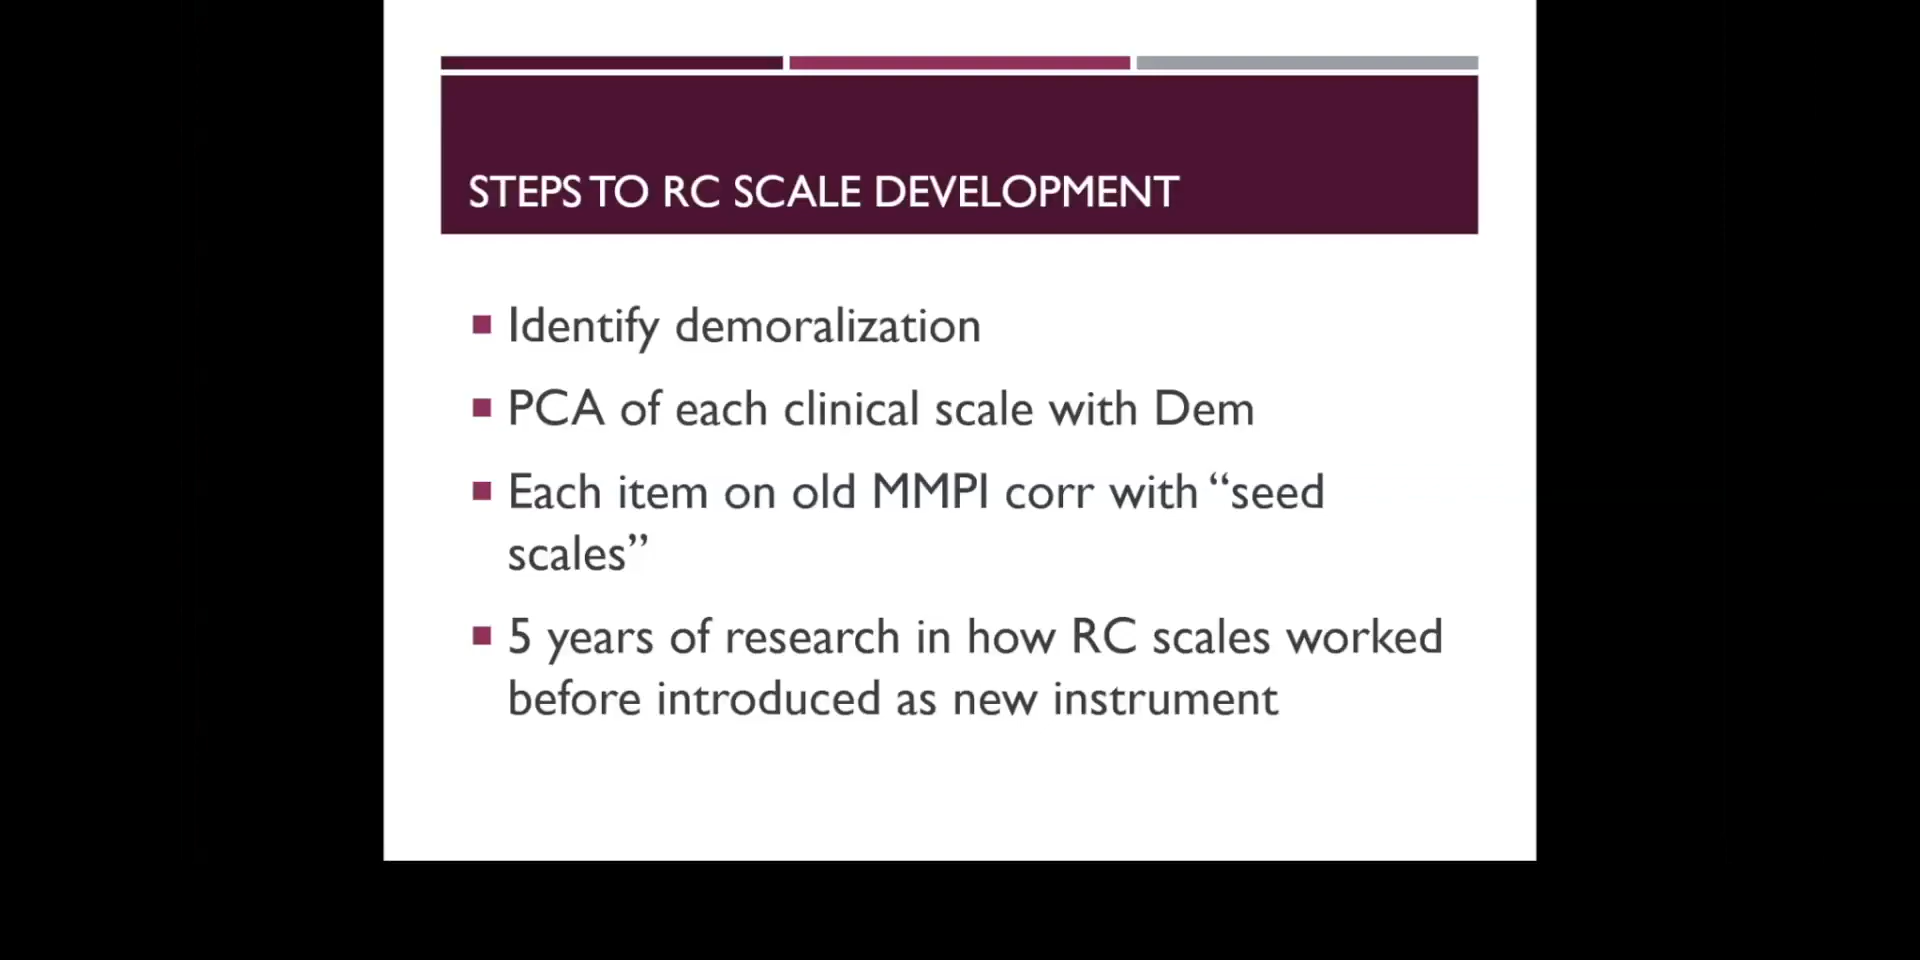 STEPS TO RC SCALE DEVELOPMENT
Identify demoralization
PCA of each clinical scale with Dem
Each item on old MMPI corr with “seed
scales”
5 years of research in how RC scales worked
before introduced as new instrument